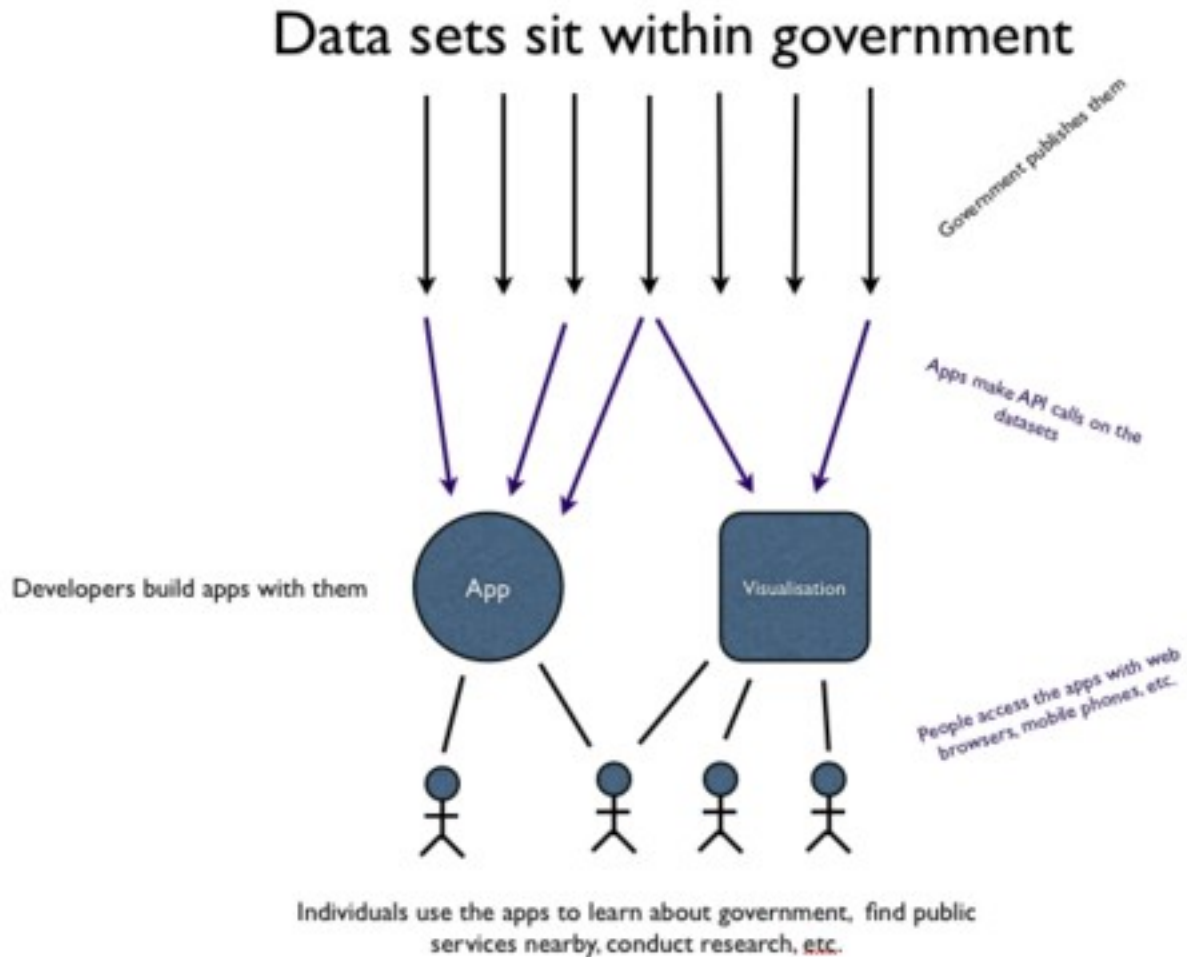 Data sets sit within government
Government publishes them
Apps make API calls on the
datasets
Developers build apps with them
App
Visualisation
People access the apps with web
browsers, mobile phones, etc.
Individuals use the apps to learn about government, find public
services nearby, conduct research, etc.